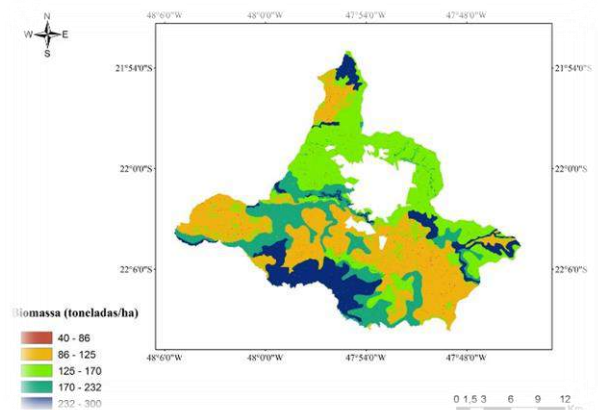 N
W E
S
48°6'0"W 48°0'0"W 47°54'0"W 47°48'0"W
21°54'0"S 21°54'0"S
22°0'0"S 22°0'0"S
22°6'0"S 22°6'0"S
Biomassa (toncladas/ha)
40 - 86
86 - 125
125 - 170
170 - 232
232 - 300
48°6'0"W 48°0'0"W 47°54'0"W 47°48'0"W
0 1,5 3 6 9 12